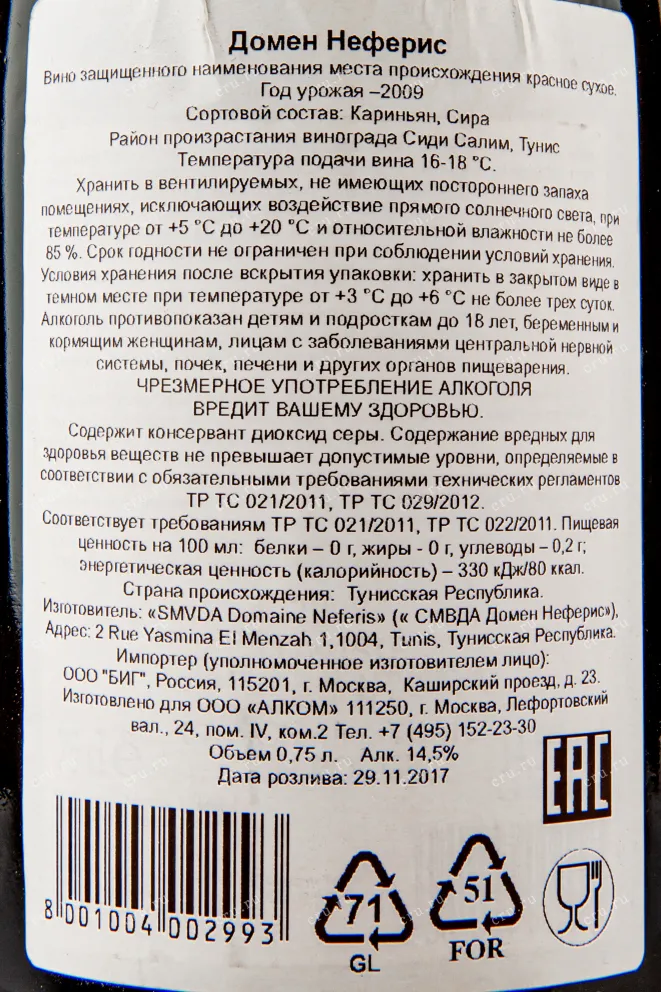 Домен Неферис
Вино защищенного наименования места происхождения красное сухое.
Год урожая –2009
Сортовой состав: Кариньян, Сира
Район произрастания винограда Сиди Салим, Тунис
Температура подачи вина 16-18 °С.
Хранить в вентилируемых, не имеющих постороннего запаха
помещениях, исключающих воздействие прямого солнечного света, при
температуре от +5 °С до +20 °С и относительной влажности не более
85 %. Срок годности не ограничен при соблюдении условий хранения.
Условия хранения после вскрытия упаковки: хранить в закрытом виде в
темном месте при температуре от +3 °С до +6 °С не более трех суток.
Алкоголь противопоказан детям и подросткам до 18 лет, беременным и
кормящим женщинам, лицам с заболеваниями центральной нервной
системы, почек, печени и других органов пищеварения.
ЧРЕЗМЕРНОЕ УПОТРЕБЛЕНИЕ АЛКОГОЛЯ
ВРЕДИТ ВАШЕМУ ЗДОРОВЬЮ.
Содержит консервант диоксид серы. Содержание вредных для
здоровья веществ не превышает допустимые уровни, определяемые в
соответствии с обязательными требованиями технических регламентов
ТР ТС 021/2011, ТР ТС 029/2012.
Соответствует требованиям ТР ТС 021/2011, ТР ТС 022/2011. Пищевая
ценность на 100 мл: белки – 0 г, жиры - 0 г, углеводы – 0,2 г;
энергетическая ценность (калорийность) – 330 кДж/80 ккал.
Страна происхождения: Тунисская Республика.
Изготовитель: «SMVDA Domaine Neferis» (« СМВДА Домен Неферис»),
Адрес: 2 Rue Yasmina El Menzah 1,1004, Tunis, Тунисская Республика.
Импортер (уполномоченное изготовителем лицо):
ООО "БИГ", Россия, 115201, г. Москва, Каширский проезд, д. 23.
Изготовлено для ООО «АЛКОМ» 111250, г. Москва, Лефортовский
вал., 24, пом. IV, ком.2 Тел. +7 (495) 152-23-30
Объем 0,75 л. Алк. 14,5%
Дата розлива: 29.11.2017
EAC
8 001004 002993
71
GL
51
FOR
cru.ru